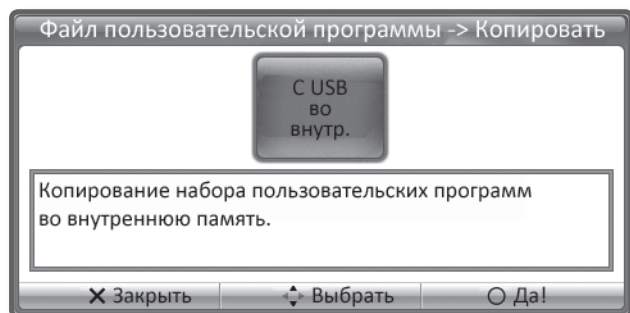 Файл пользовательской программы -> Копировать
С USB
во
внутр.
Копирование набора пользовательских программ
во внутреннюю память.
X Закрыть Выбрать O Да!